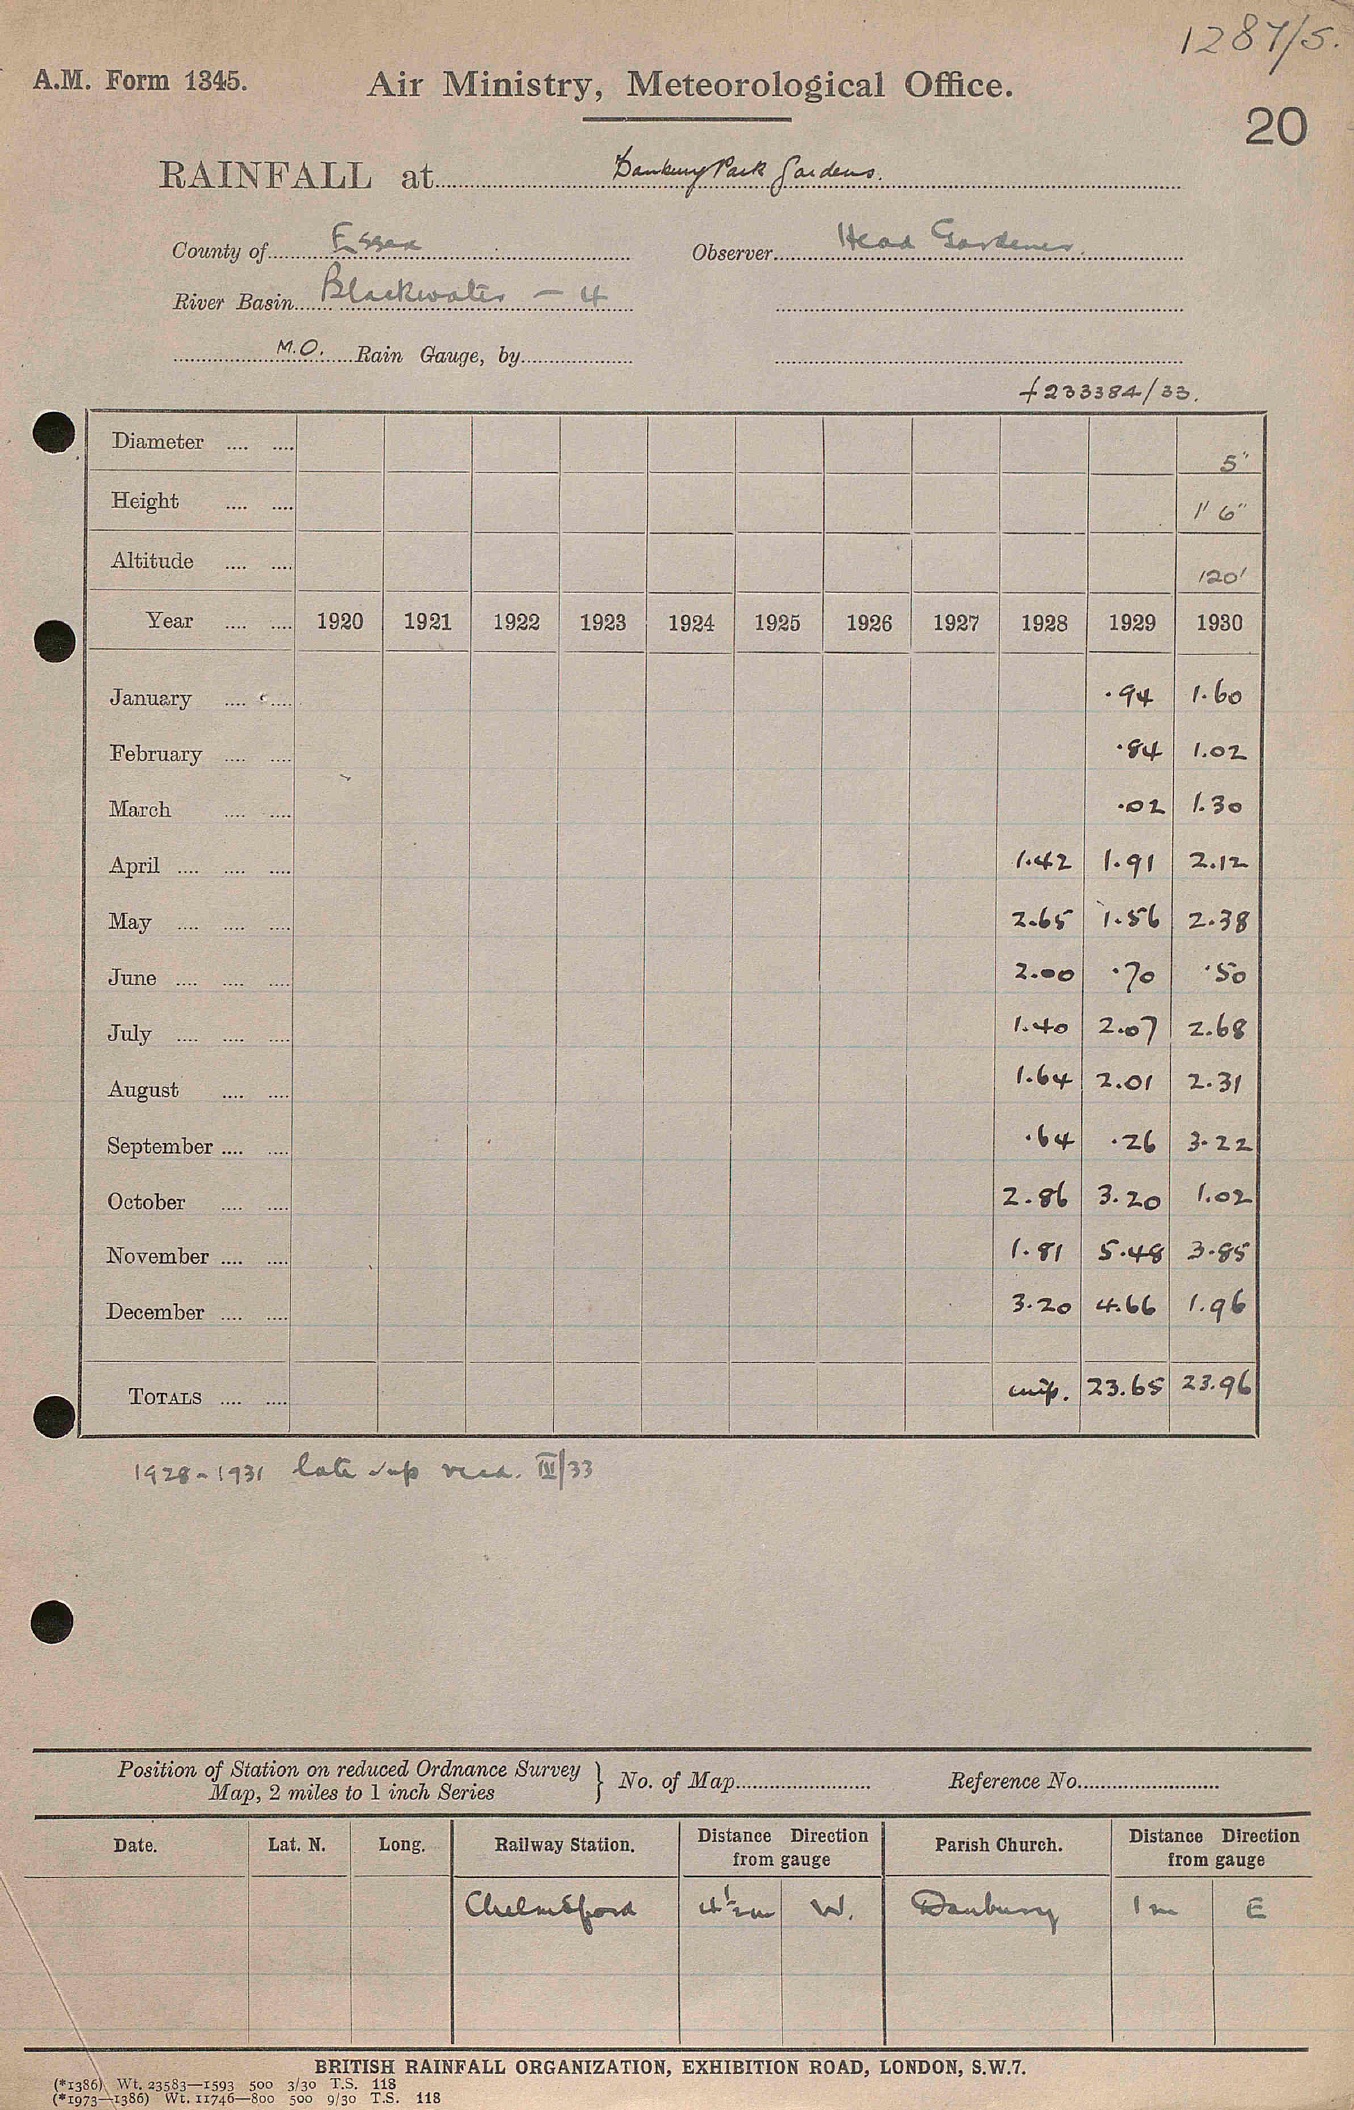 1287/5.
A.M. Form 1345. Air Ministry, Meteorological Office.
20
RAINFALL at Danbury Park Gardens.
County of Essex Observer Head Gardener.
River Basin Blackwater — 4
M.O. Rain Gauge, by
+233384/33.
Diameter .... .... 5"
Height .... .... 1' 6"
Altitude .... .... 120'
Year .... .... 1920 1921 1922 1923 1924 1925 1926 1927 1928 1929 1930
January .... .... .94 1.60
February .... .... .84 1.02
March .... .... .02 1.30
April .... .... .... 1.42 1.91 2.12
May .... .... .... 2.65 1.56 2.38
June .... .... .... 2.00 .70 .50
July .... .... .... 1.40 2.07 2.68
August .... .... 1.64 2.01 2.31
September .... .... .64 .26 3.22
October .... .... 2.86 3.20 1.02
November .... .... 1.81 5.48 3.85
December .... .... 3.20 4.66 1.96
TOTALS .... .... 23.65 23.96
1928-1931 late recd. III/33
Position of Station on reduced Ordnance Survey
Map, 2 miles to 1 inch Series } No. of Map Reference No.
Date. Lat. N. Long. Railway Station. Distance Direction from gauge Parish Church. Distance Direction from gauge
Chelmsford 4½m W. Danbury 1m E
BRITISH RAINFALL ORGANIZATION, EXHIBITION ROAD, LONDON, S.W.7.
(*1386) Wt. 23583—1593 500 3/30 T.S. 118
(*1973—1386) Wt. 11746—800 500 9/30 T.S. 118